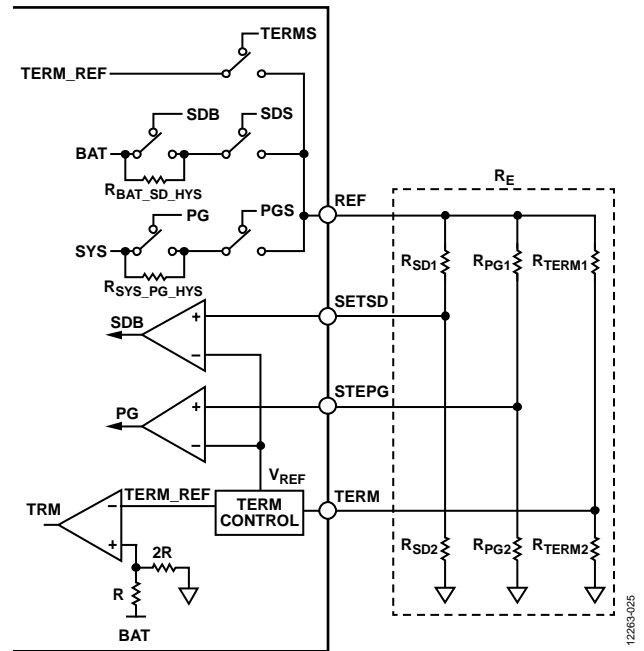 TERMS
TERM_REF
SDB SDS
BAT
RBAT_SD_HYS
RE
PG PGS
REF
SYS
RSD1 RPG1 RTERM1
RSYS_PG_HYS
SETSD
SDB
+
–
STEPG
PG
+
–
VREF
TRM
TERM_REF
TERM
CONTROL
TERM
–
+
2R
R
BAT
RSD2 RPG2 RTERM2
12263-025